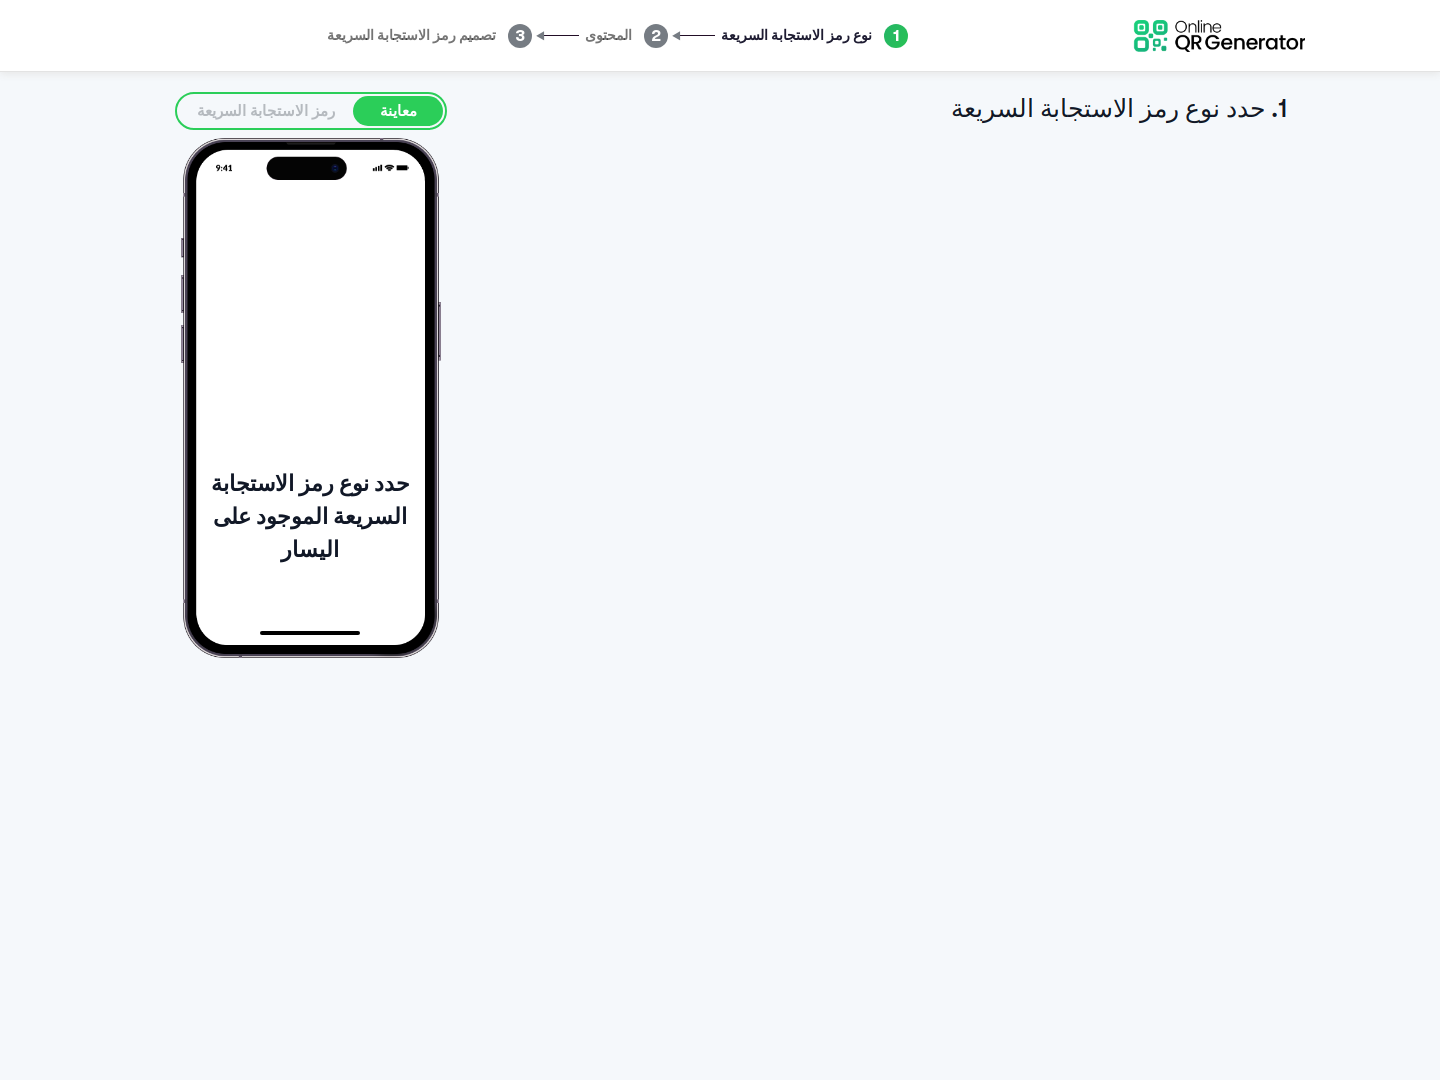 Online
QR Generator
1 نوع رمز الاستجابة السريعة
2 المحتوى
3 تصميم رمز الاستجابة السريعة
1. حدد نوع رمز الاستجابة السريعة
معاينة
رمز الاستجابة السريعة
9:41
حدد نوع رمز الاستجابة
السريعة الموجود على
اليسار